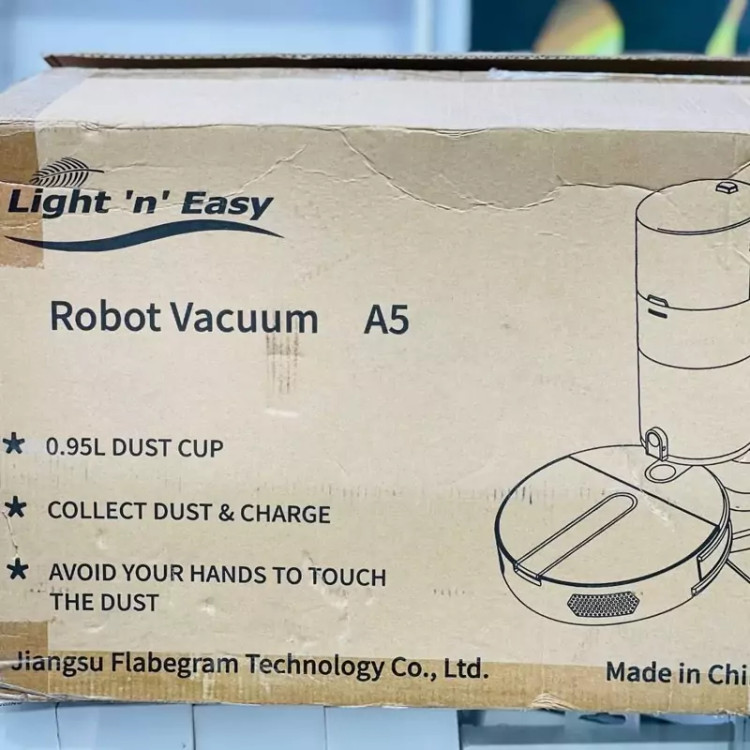 Light 'n' Easy
Robot Vacuum A5
★ 0.95L DUST CUP
★ COLLECT DUST & CHARGE
★ AVOID YOUR HANDS TO TOUCH
THE DUST
Jiangsu Flabegram Technology Co., Ltd.
Made in Chi